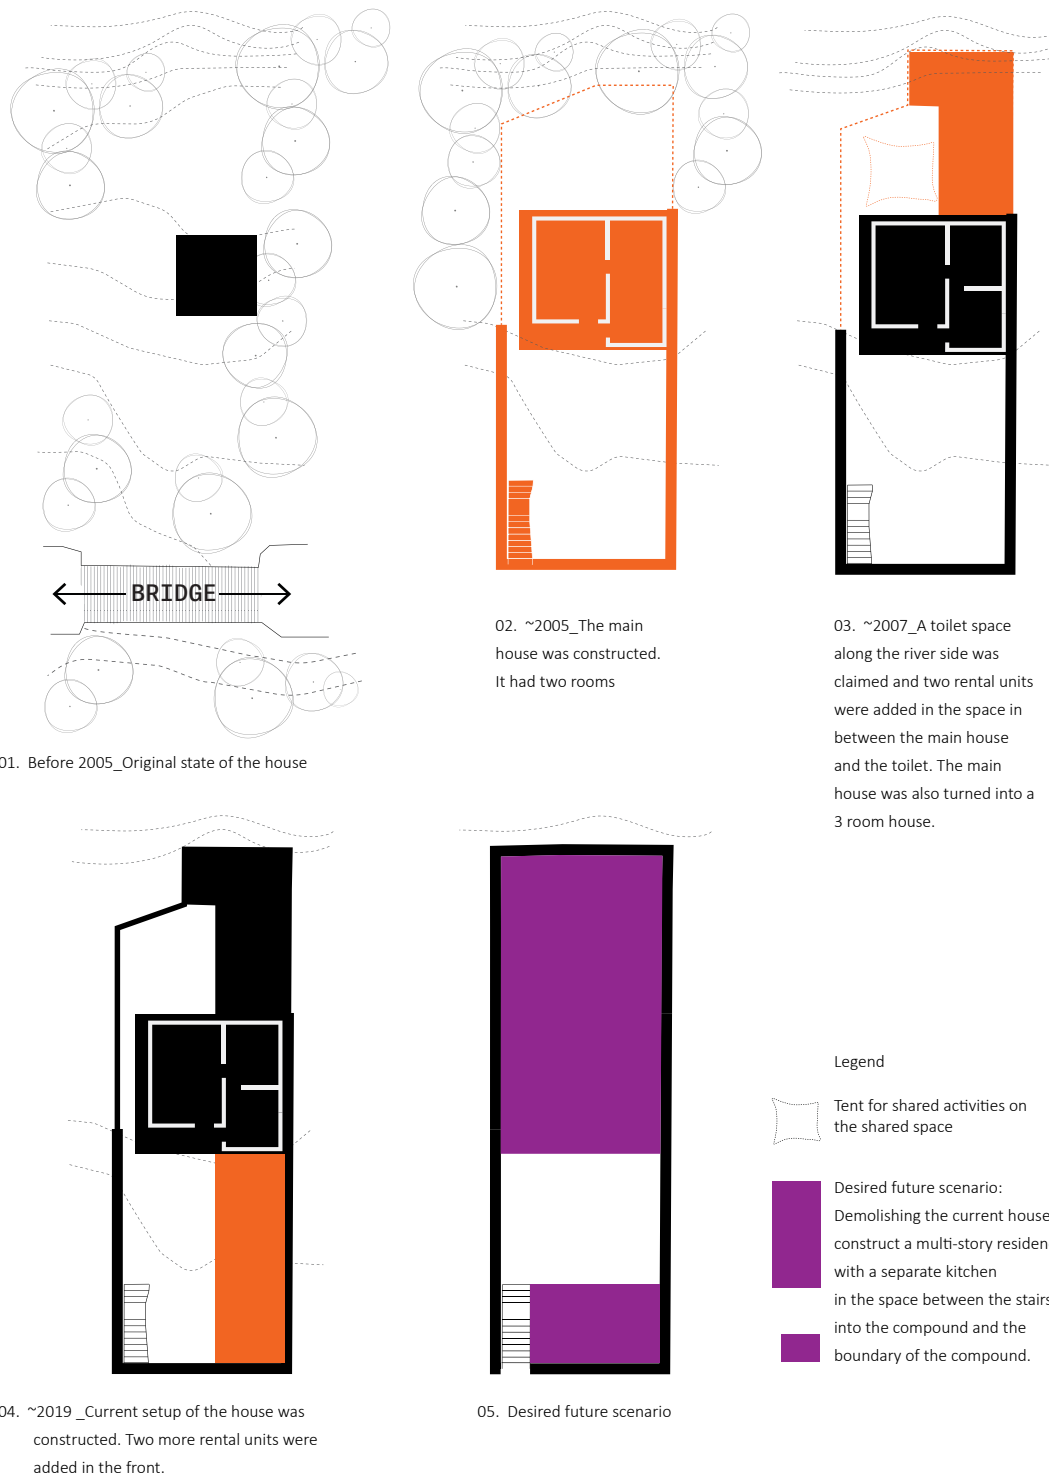 BRIDGE
01. Before 2005_Original state of the house
02. ~2005_The main
house was constructed.
It had two rooms
03. ~2007_A toilet space
along the river side was
claimed and two rental units
were added in the space in
between the main house
and the toilet. The main
house was also turned into a
3 room house.
04. ~2019 _Current setup of the house was
constructed. Two more rental units were
added in the front.
05. Desired future scenario
Legend
Tent for shared activities on
the shared space
Desired future scenario:
Demolishing the current house
construct a multi-story residen
with a separate kitchen
in the space between the stairs
into the compound and the
boundary of the compound.